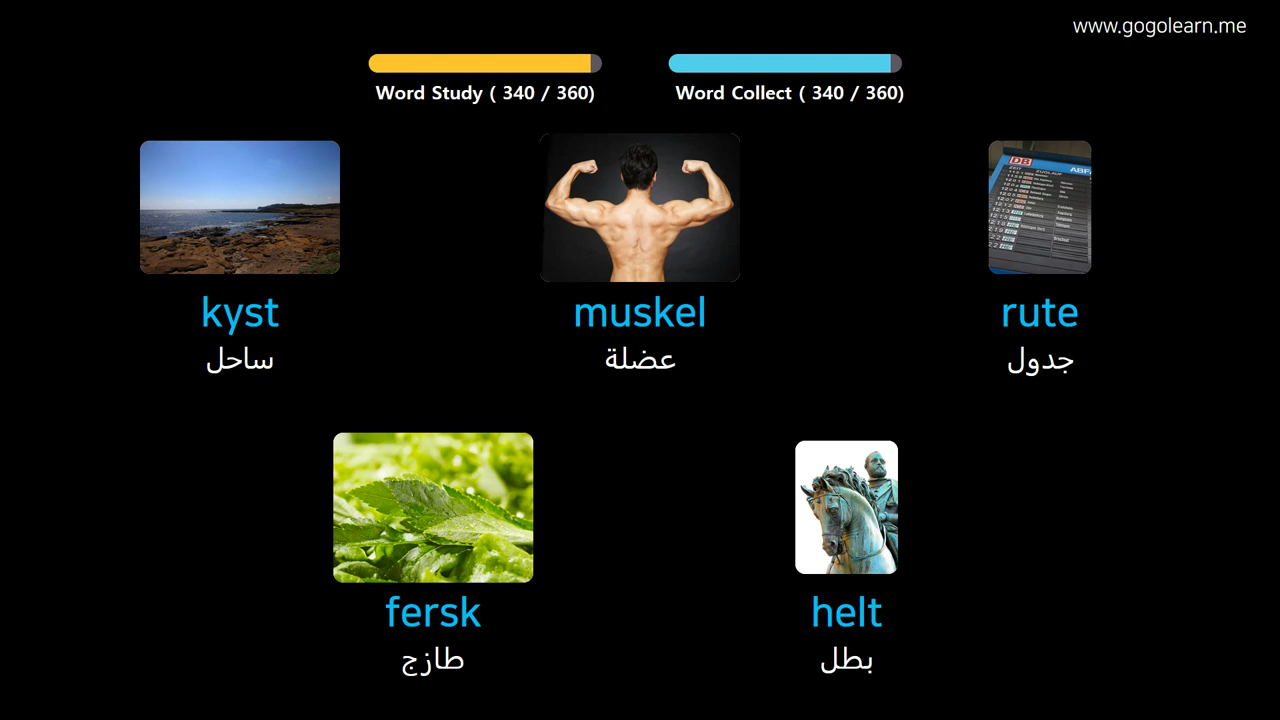 www.gogolearn.me
Word Study ( 340 / 360)
Word Collect ( 340 / 360)
DB
kyst
ساحل
muskel
عضلة
rute
جدول
fersk
طازج
helt
بطل